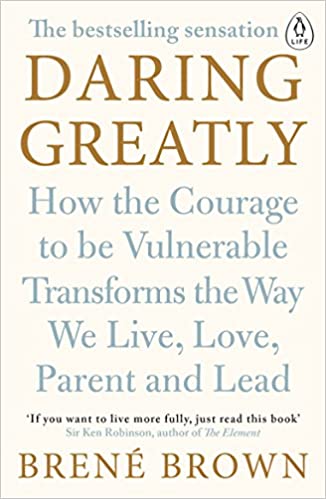 The bestselling sensation
LIFE
DARING
GREATLY
How the Courage
to be Vulnerable
Transforms the Way
We Live, Love,
Parent and Lead
‘If you want to live more fully, just read this book’
Sir Ken Robinson, author of The Element
BRENÉ BROWN